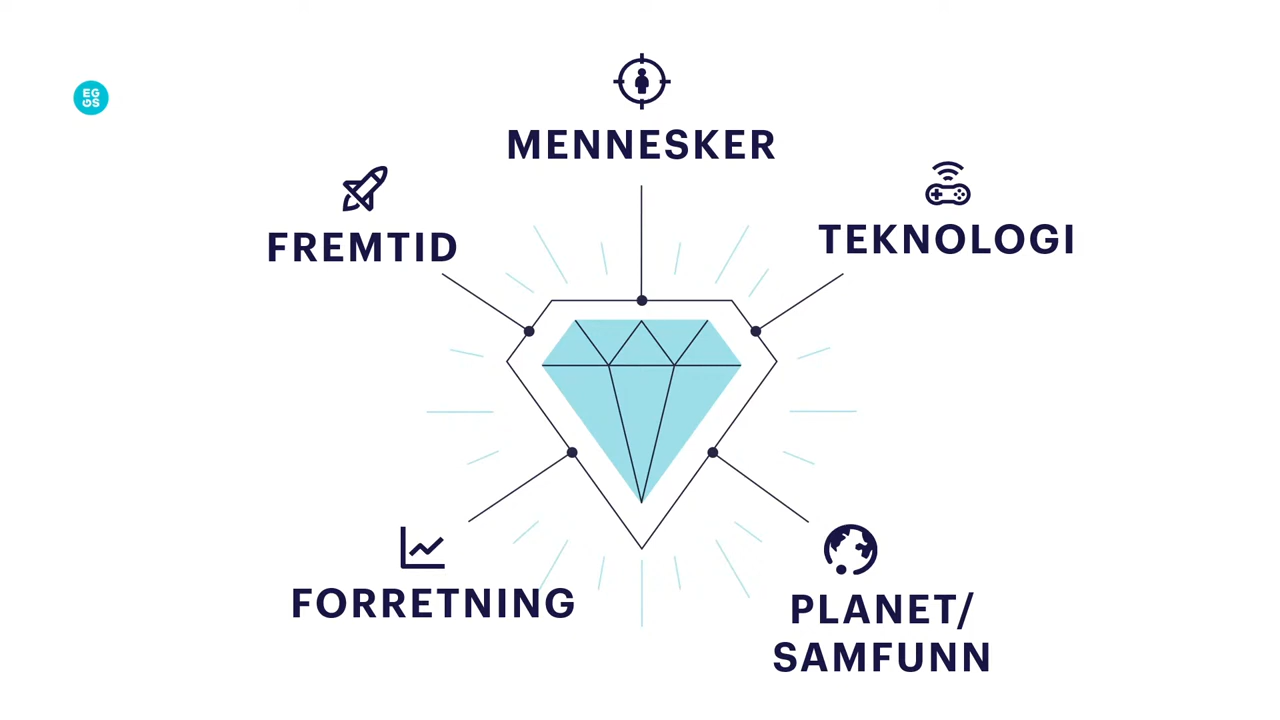 EG
GS
MENNESKER
FREMTID
TEKNOLOGI
FORRETNING
PLANET/
SAMFUNN